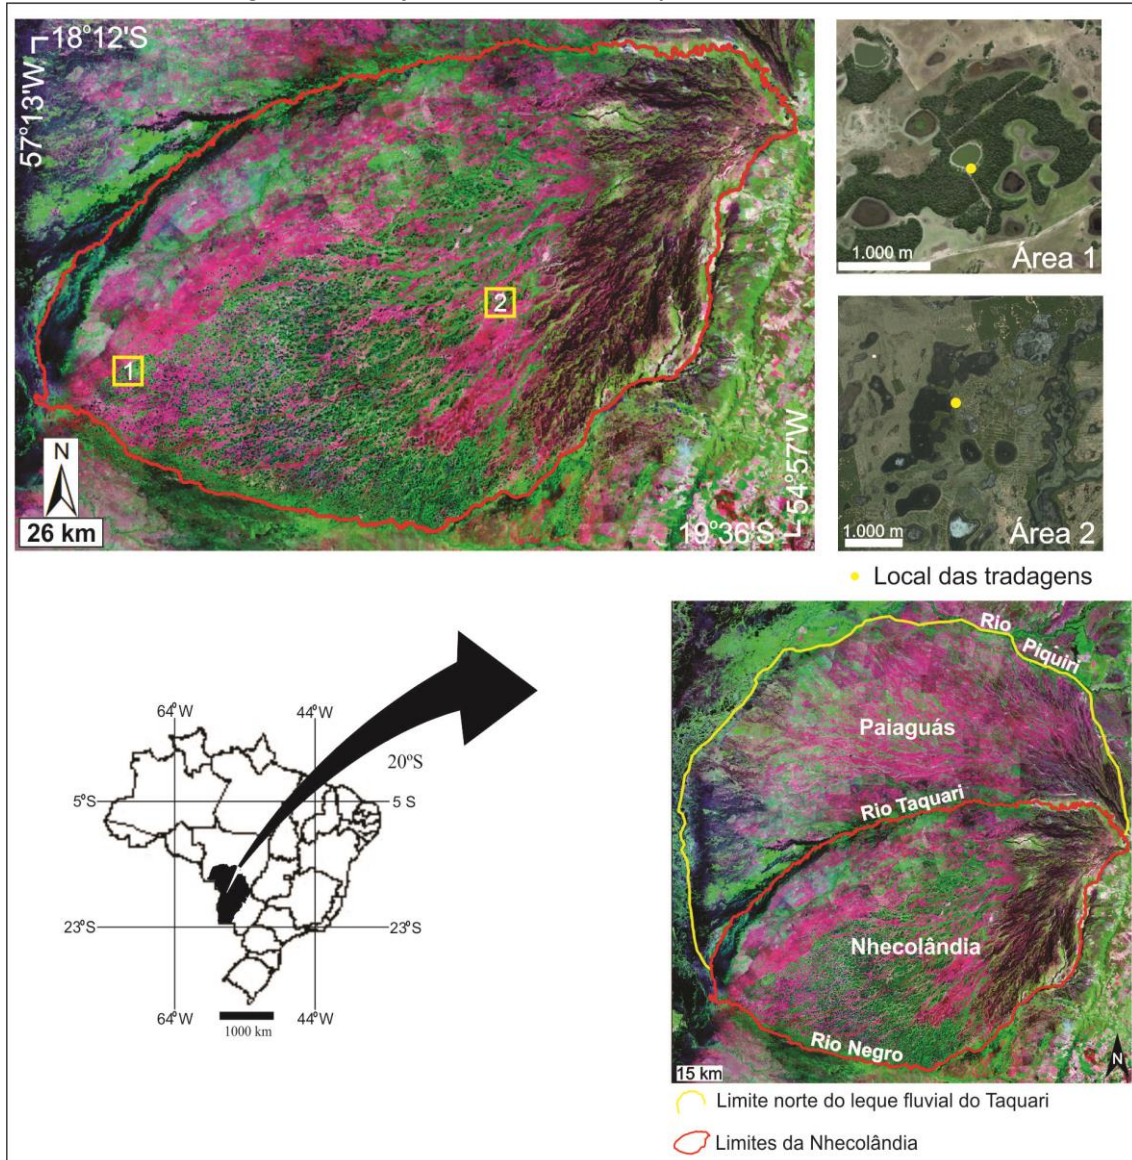 18°12'S
57°13'W
1
2
N
26 km
19°36'S
54°57'W
1.000 m
Área 1
1.000 m
Área 2
Local das tradagens
64°W
44°W
20°S
5°S
5 S
23°S
23°S
64°W
44°W
1000 km
Rio
Piquiri
Paiaguás
Rio Taquari
Nhecolândia
Rio Negro
15 km
N
Limite norte do leque fluvial do Taquari
Limites da Nhecolândia